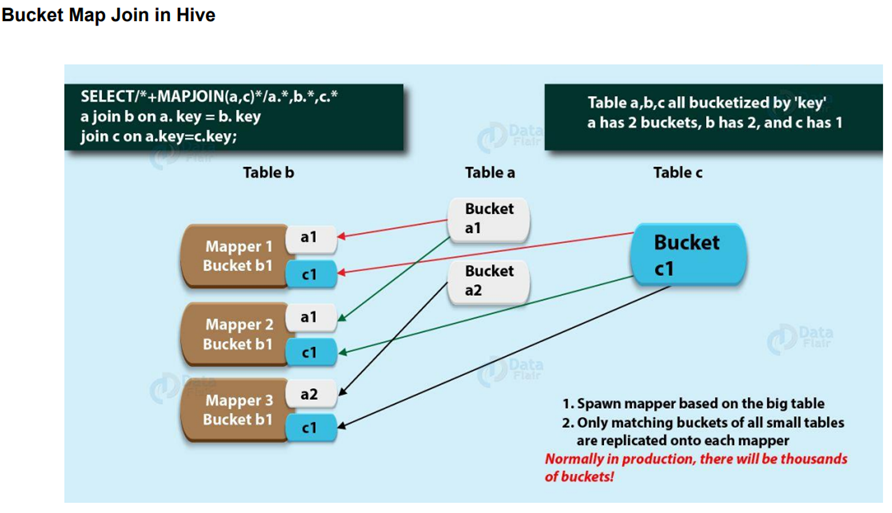 Bucket Map Join in Hive
SELECT/*+MAPJOIN(a,c)*/a.*,b.*,c.*
a join b on a. key = b. key
join c on a.key=c.key;
Table a,b,c all bucketized by 'key'
a has 2 buckets, b has 2, and c has 1
Table b
Table a
Table c
Bucket
a1
Bucket
a2
Bucket
c1
Mapper 1
Bucket b1
a1
c1
Mapper 2
Bucket b1
a1
c1
Mapper 3
Bucket b1
a2
c1
1. Spawn mapper based on the big table
2. Only matching buckets of all small tables
are replicated onto each mapper
Normally in production, there will be thousands
of buckets!
Data
Flair
Data
Flair
Data
Flair